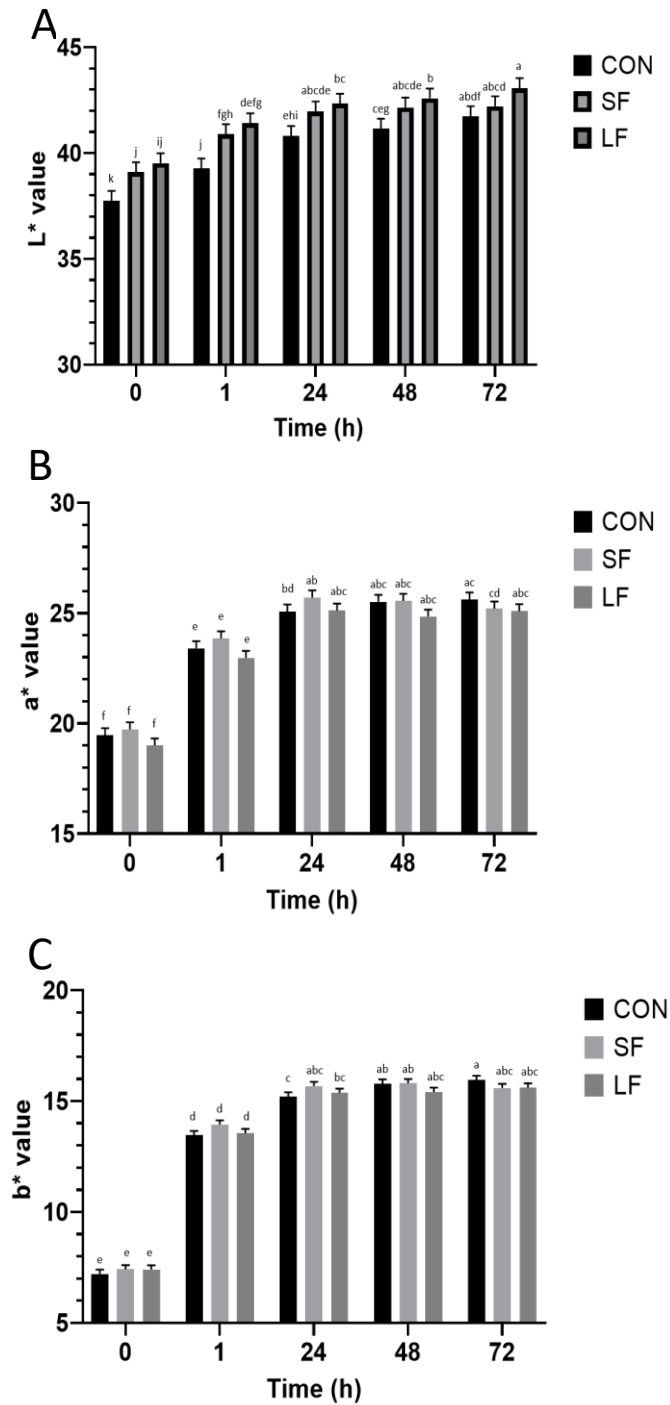 A
45
40
35
30
L* value
k
j
ij
j
fgh
defg
ehi
abcde
bc
ceg
abcde
b
abdf
abcd
a
0 1 24 48 72
Time (h)
CON
SF
LF
B
30
25
20
15
a* value
f
f
f
e
e
e
bd
ab
abc
abc
abc
abc
ac
cd
abc
0 1 24 48 72
Time (h)
CON
SF
LF
C
20
15
10
5
b* value
e
e
e
d
d
d
c
abc
bc
ab
ab
abc
a
abc
abc
0 1 24 48 72
Time (h)
CON
SF
LF